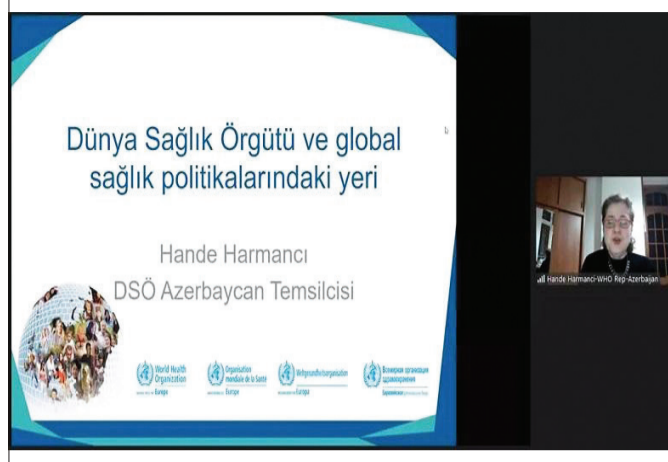 Dünya Sağlık Örgütü ve global
sağlık politikalarındaki yeri
Hande Harmancı
DSÖ Azerbaycan Temsilcisi
World Health
Organization
Europe
Organisation
mondiale de la Santé
Europe
Weltgesundheitsorganisation
Europa
Всемирная организация
здравоохранения
Hande Harmanci-WHO Rep-Azerbaijan